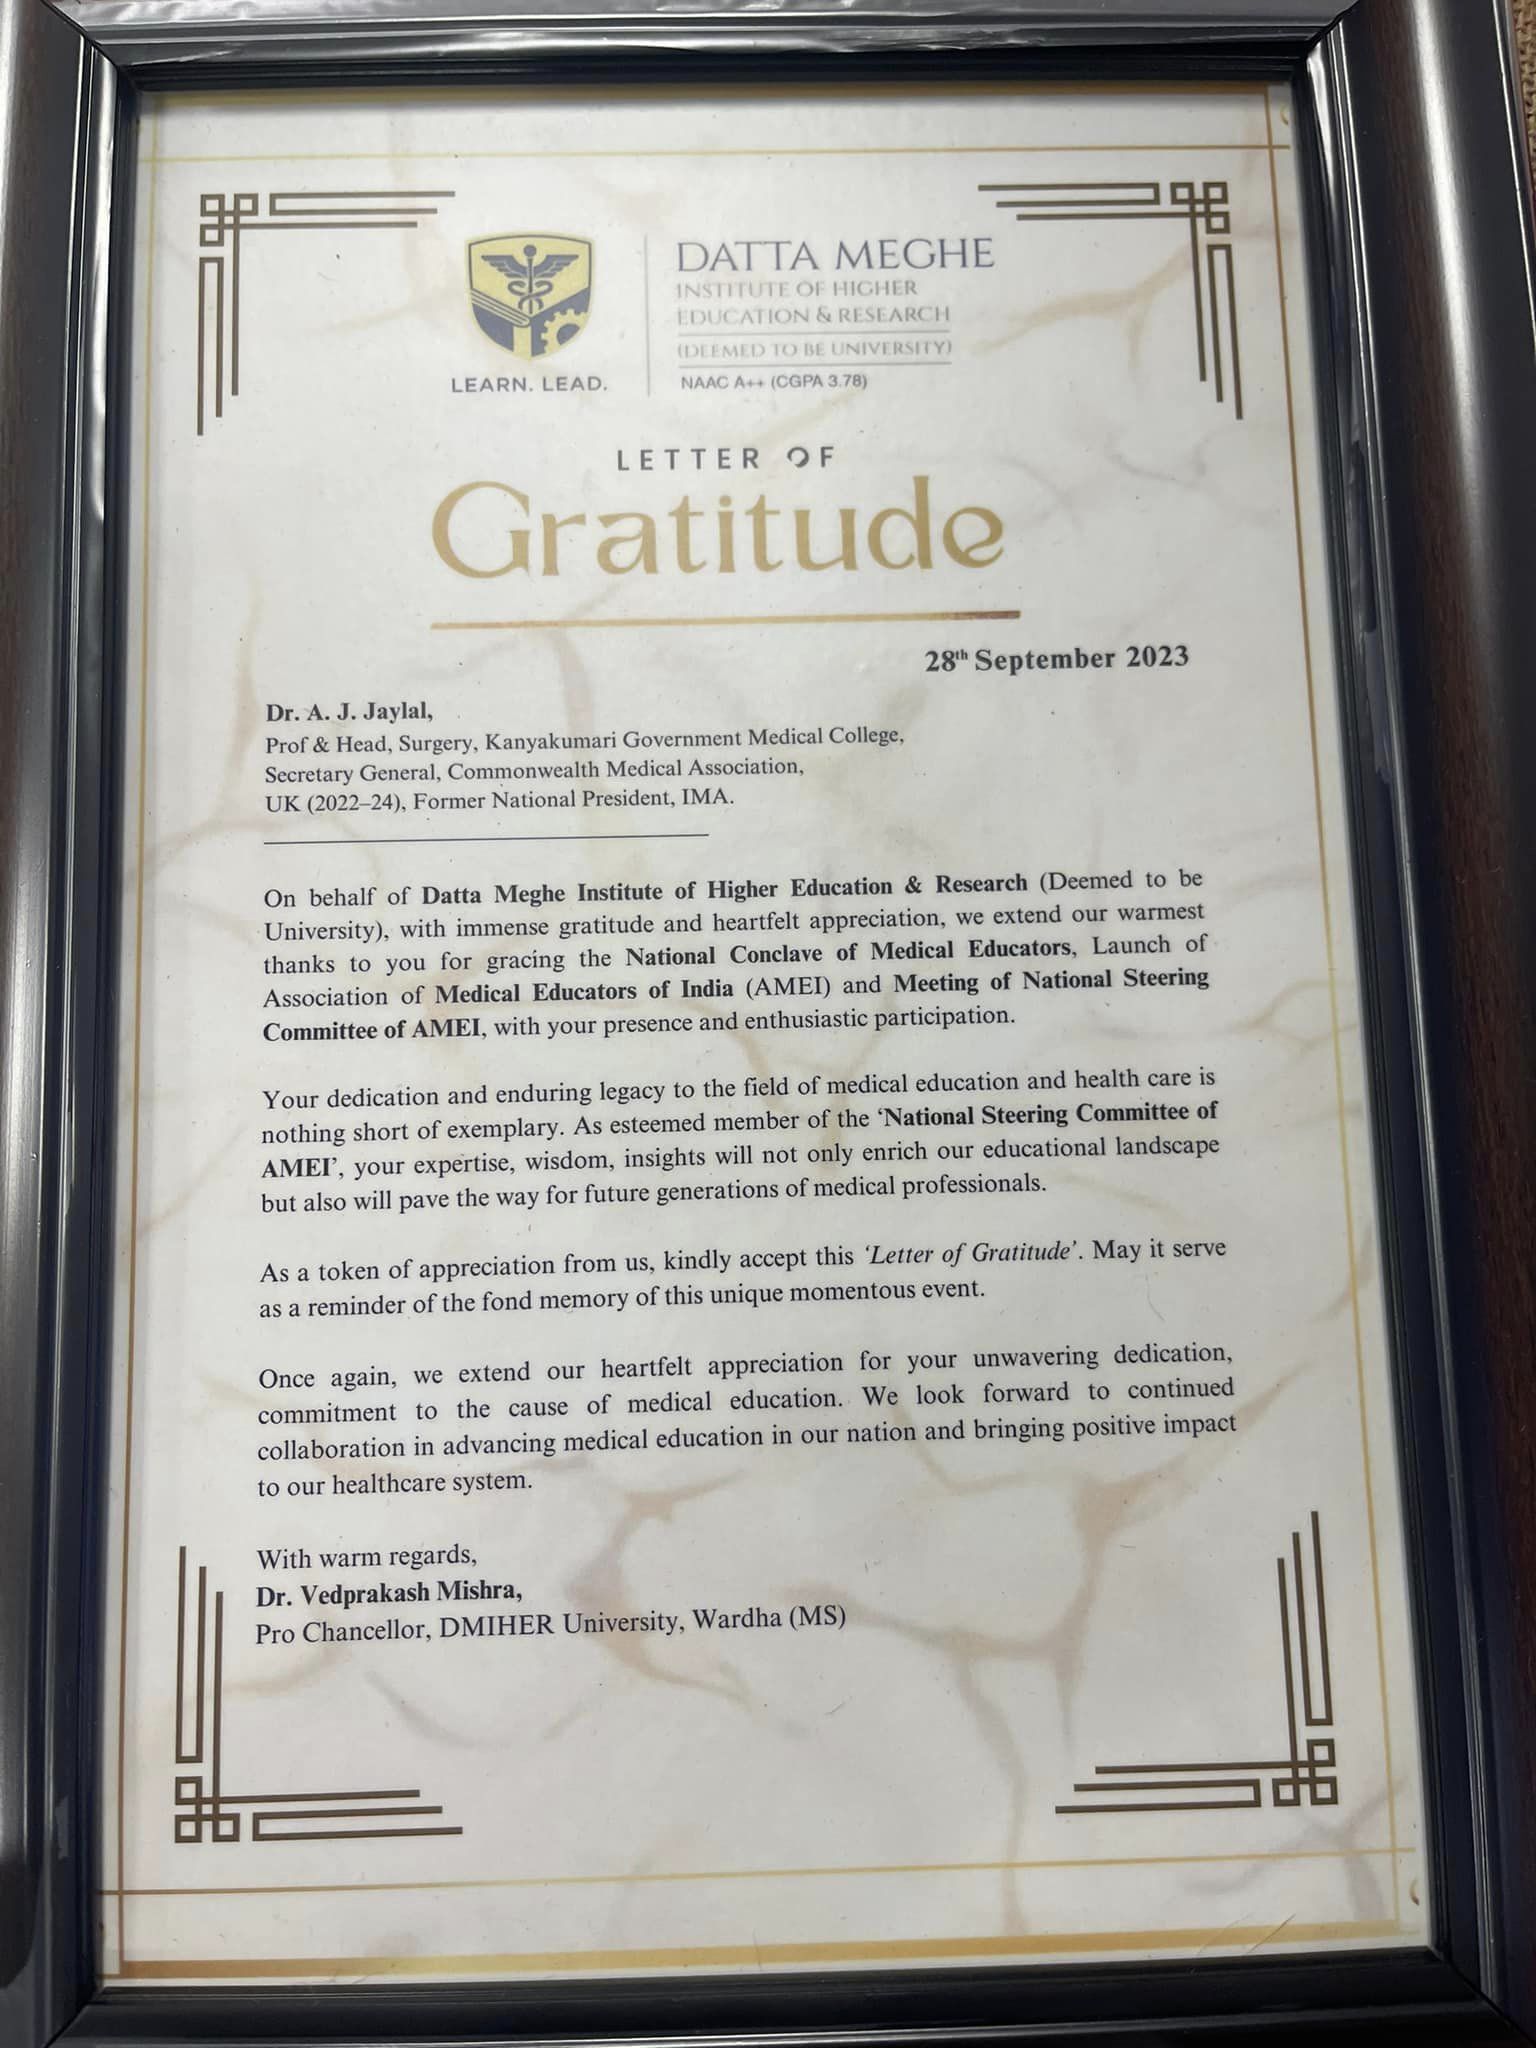 DATTA MEGHE
INSTITUTE OF HIGHER
EDUCATION & RESEARCH
(DEEMED TO BE UNIVERSITY)
NAAC A++ (CGPA 3.78)
LEARN. LEAD.
LETTER OF
Gratitude
28th September 2023
Dr. A. J. Jaylal,
Prof & Head, Surgery, Kanyakumari Government Medical College,
Secretary General, Commonwealth Medical Association,
UK (2022–24), Former National President, IMA.
On behalf of Datta Meghe Institute of Higher Education & Research (Deemed to be
University), with immense gratitude and heartfelt appreciation, we extend our warmest
thanks to you for gracing the National Conclave of Medical Educators, Launch of
Association of Medical Educators of India (AMEI) and Meeting of National Steering
Committee of AMEI, with your presence and enthusiastic participation.
Your dedication and enduring legacy to the field of medical education and health care is
nothing short of exemplary. As esteemed member of the ‘National Steering Committee of
AMEI’, your expertise, wisdom, insights will not only enrich our educational landscape
but also will pave the way for future generations of medical professionals.
As a token of appreciation from us, kindly accept this ‘Letter of Gratitude’. May it serve
as a reminder of the fond memory of this unique momentous event.
Once again, we extend our heartfelt appreciation for your unwavering dedication,
commitment to the cause of medical education. We look forward to continued
collaboration in advancing medical education in our nation and bringing positive impact
to our healthcare system.
With warm regards,
Dr. Vedprakash Mishra,
Pro Chancellor, DMIHER University, Wardha (MS)